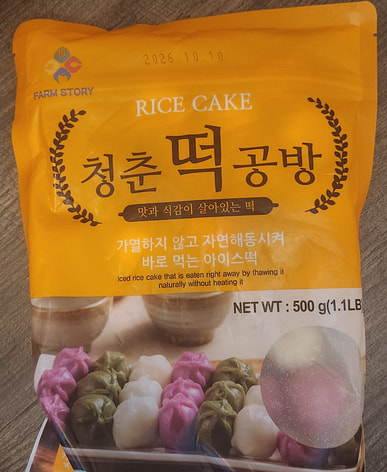 2026.10.10
FARM STORY
RICE CAKE
청춘 떡 공방
맛과 식감이 살아있는 떡
가열하지 않고 자연해동시켜
바로 먹는 아이스떡
Iced rice cake that is eaten right away by thawing it
naturally without heating it
NET WT : 500 g(1.1LB